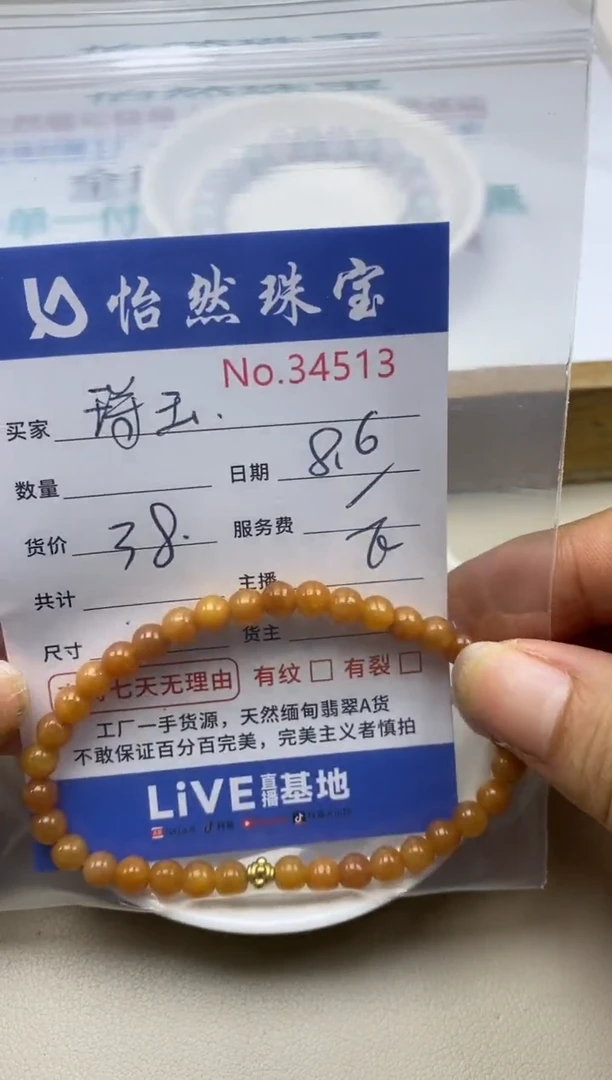 怡然珠宝
No.34513
买家
数量 日期 8.6
货价 38. 服务费 /
共计 主播
尺寸 货主
七天无理由 有纹 □ 有裂 □
工厂一手货源，天然缅甸翡翠A货
不敢保证百分百完美，完美主义者慎拍
LiVE直播基地